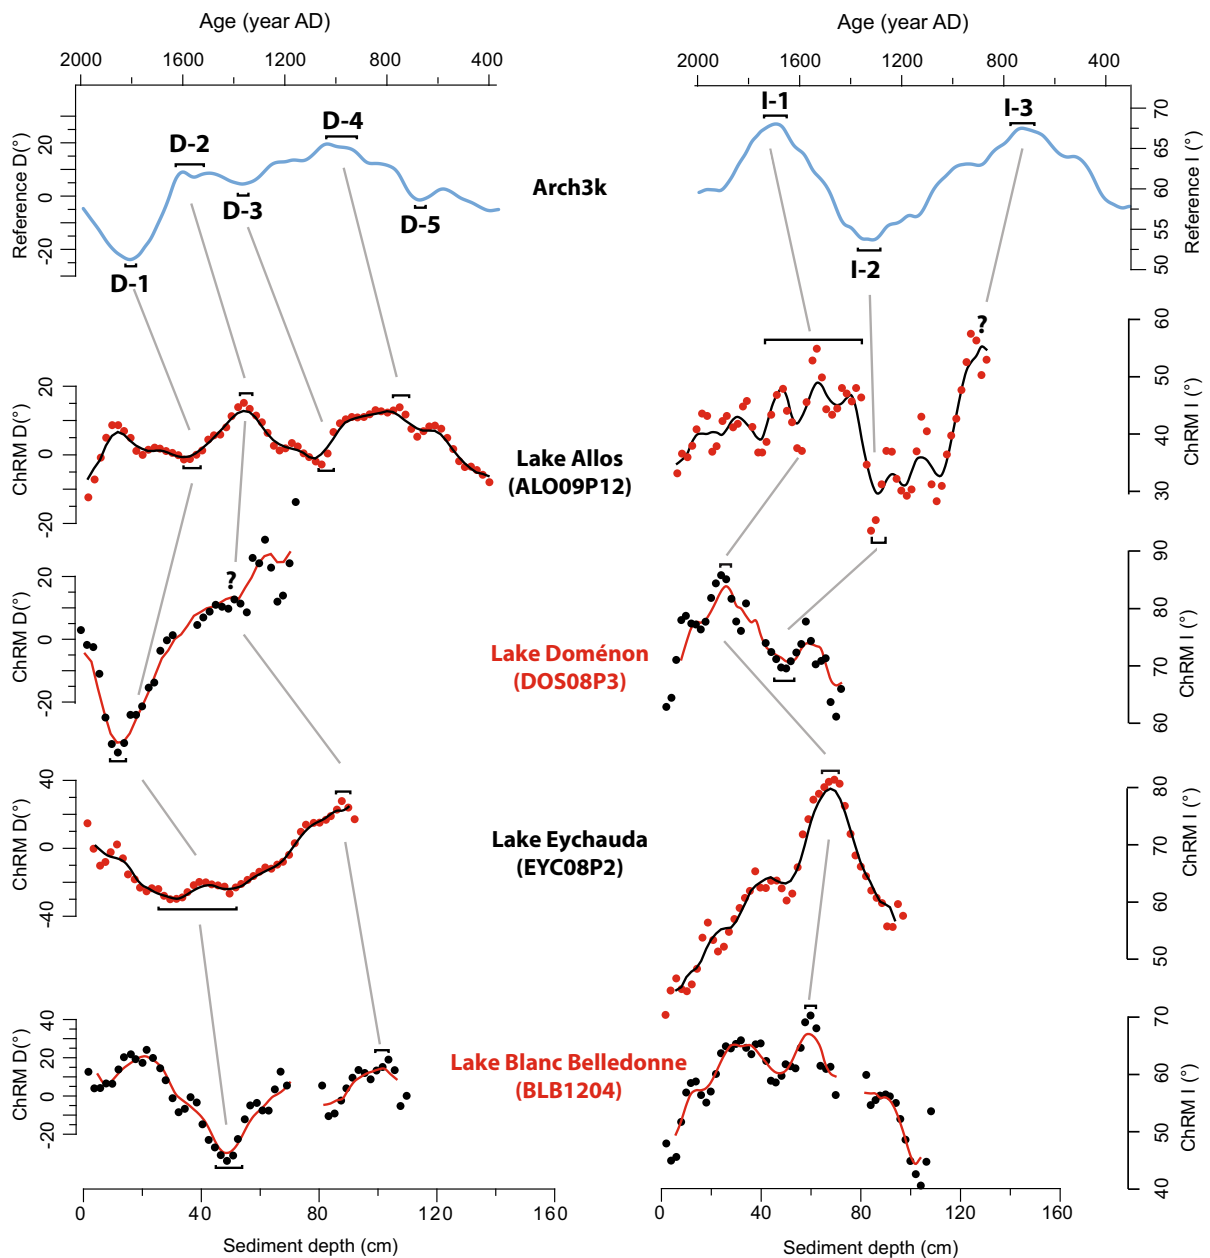 Age (year AD)
2000 1600 1200 800 400
Reference D(°)
20
0
-20
D-1
D-2
D-3
D-4
D-5
Arch3k
Age (year AD)
2000 1600 1200 800 400
I-1
I-2
I-3
70
65
60
55
50
Reference I (°)
ChRM D(°)
20
0
-20
Lake Allos
(ALO09P12)
?
60
50
40
30
ChRM I (°)
ChRM D(°)
20
0
-20
?
Lake Doménon
(DOS08P3)
90
80
70
60
ChRM I (°)
ChRM D(°)
40
0
-40
Lake Eychauda
(EYC08P2)
80
70
60
50
ChRM I (°)
ChRM D(°)
40
20
0
-20
Lake Blanc Belledonne
(BLB1204)
70
60
50
40
ChRM I (°)
0 40 80 120 160
Sediment depth (cm)
0 40 80 120 160
Sediment depth (cm)